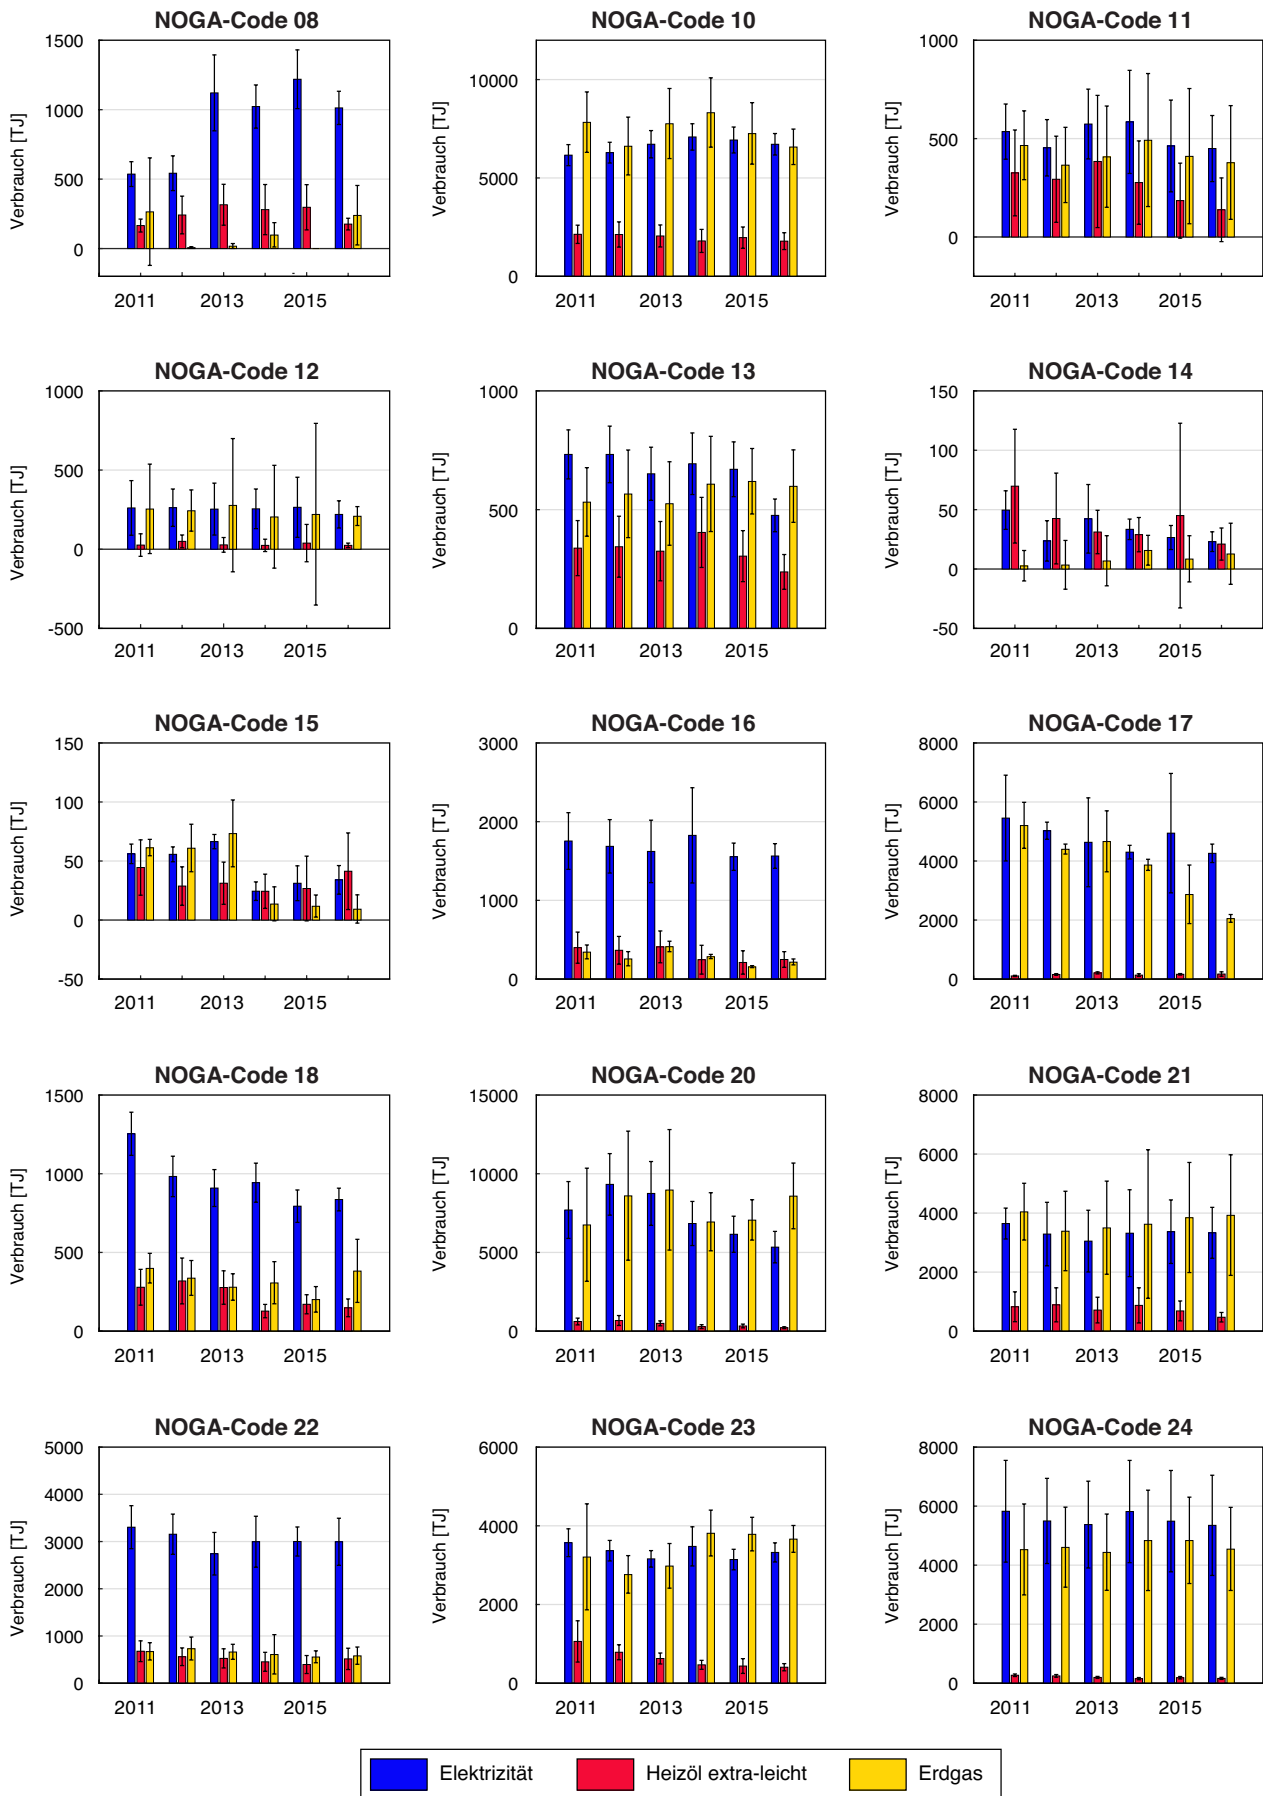 NOGA-Code 08
Verbrauch [TJ]
1500
1000
500
0
2011 2013 2015
NOGA-Code 10
Verbrauch [TJ]
10000
5000
0
2011 2013 2015
NOGA-Code 11
Verbrauch [TJ]
1000
500
0
2011 2013 2015
NOGA-Code 12
Verbrauch [TJ]
1000
500
0
-500
2011 2013 2015
NOGA-Code 13
Verbrauch [TJ]
1000
500
0
2011 2013 2015
NOGA-Code 14
Verbrauch [TJ]
150
100
50
0
-50
2011 2013 2015
NOGA-Code 15
Verbrauch [TJ]
150
100
50
0
-50
2011 2013 2015
NOGA-Code 16
Verbrauch [TJ]
3000
2000
1000
0
2011 2013 2015
NOGA-Code 17
Verbrauch [TJ]
8000
6000
4000
2000
0
2011 2013 2015
NOGA-Code 18
Verbrauch [TJ]
1500
1000
500
0
2011 2013 2015
NOGA-Code 20
Verbrauch [TJ]
15000
10000
5000
0
2011 2013 2015
NOGA-Code 21
Verbrauch [TJ]
8000
6000
4000
2000
0
2011 2013 2015
NOGA-Code 22
Verbrauch [TJ]
5000
4000
3000
2000
1000
0
2011 2013 2015
NOGA-Code 23
Verbrauch [TJ]
6000
4000
2000
0
2011 2013 2015
NOGA-Code 24
Verbrauch [TJ]
8000
6000
4000
2000
0
2011 2013 2015
Elektrizität Heizöl extra-leicht Erdgas